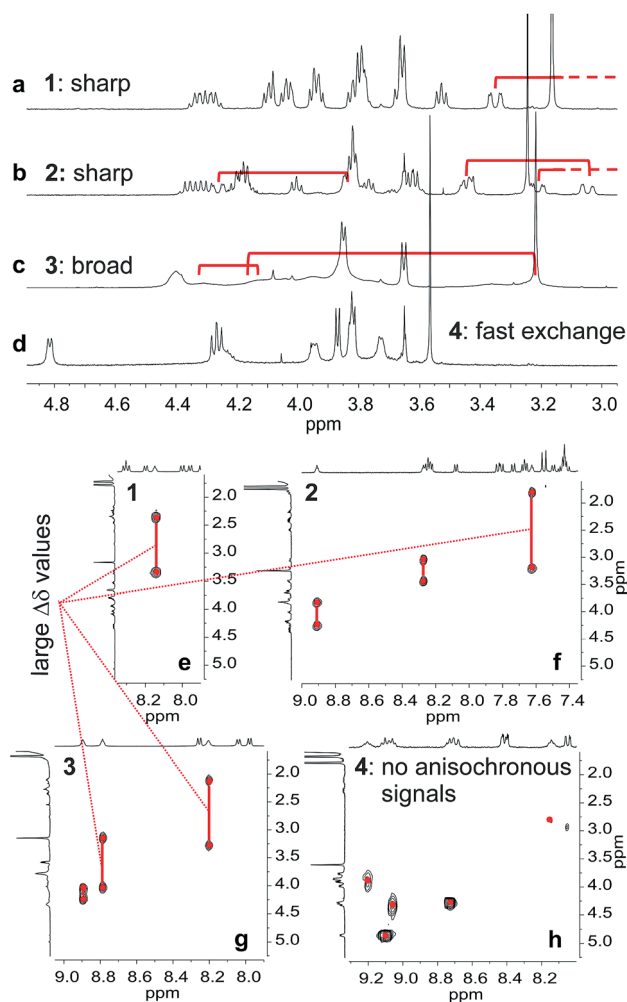 a 1: sharp
b 2: sharp
c 3: broad
d 4: fast exchange
4.8 4.6 4.4 4.2 4.0 3.8 3.6 3.4 3.2 3.0
ppm
large Δδ values
1
2.0
2.5
3.0
3.5
4.0
4.5
5.0
ppm
8.2 8.0
ppm
e
2
2.0
2.5
3.0
3.5
4.0
4.5
5.0
ppm
9.0 8.8 8.6 8.4 8.2 8.0 7.8 7.6 7.4
ppm
f
3
2.0
2.5
3.0
3.5
4.0
4.5
5.0
ppm
9.0 8.8 8.6 8.4 8.2 8.0
ppm
g
4: no anisochronous
signals
2.0
2.5
3.0
3.5
4.0
4.5
5.0
ppm
9.2 9.0 8.8 8.6 8.4 8.2
ppm
h